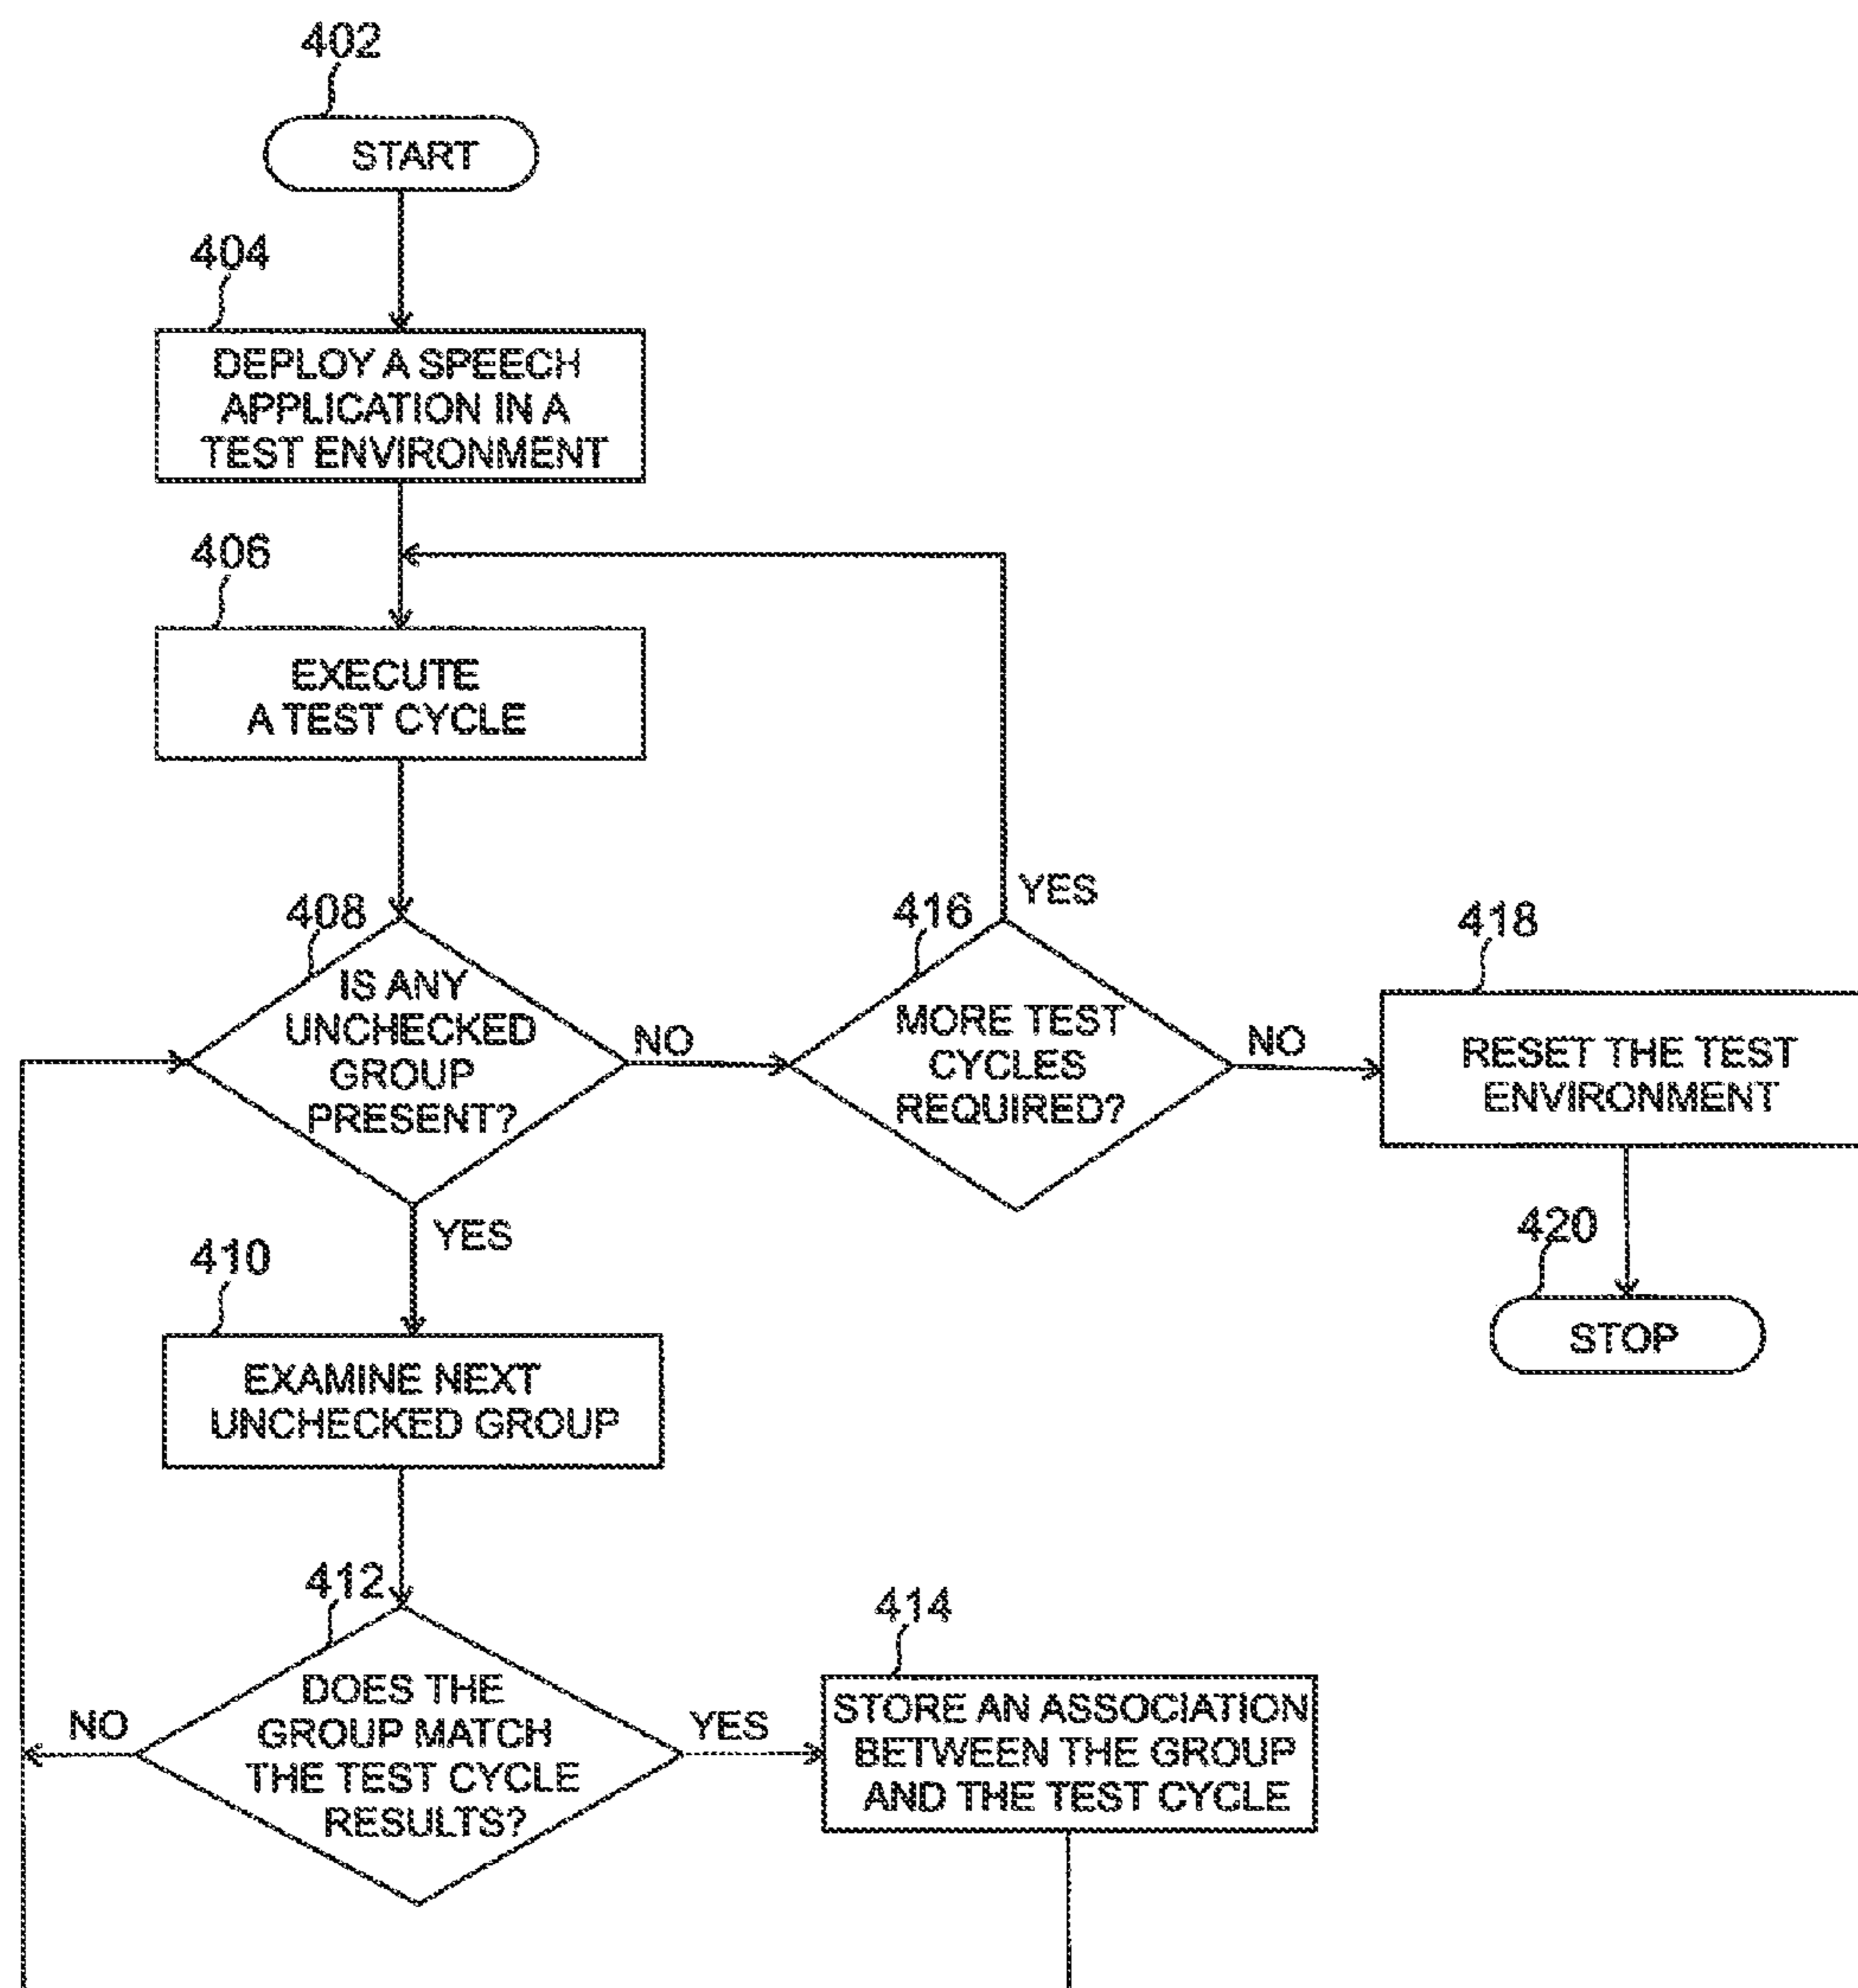 402
START
404
DEPLOY A SPEECH
APPLICATION IN A
TEST ENVIRONMENT
406
EXECUTE
A TEST CYCLE
408
IS ANY
UNCHECKED
GROUP
PRESENT?
NO
YES
416
MORE TEST
CYCLES
REQUIRED?
YES
NO
418
RESET THE TEST
ENVIRONMENT
420
STOP
410
EXAMINE NEXT
UNCHECKED GROUP
412
DOES THE
GROUP MATCH
THE TEST CYCLE
RESULTS?
NO
YES
414
STORE AN ASSOCIATION
BETWEEN THE GROUP
AND THE TEST CYCLE